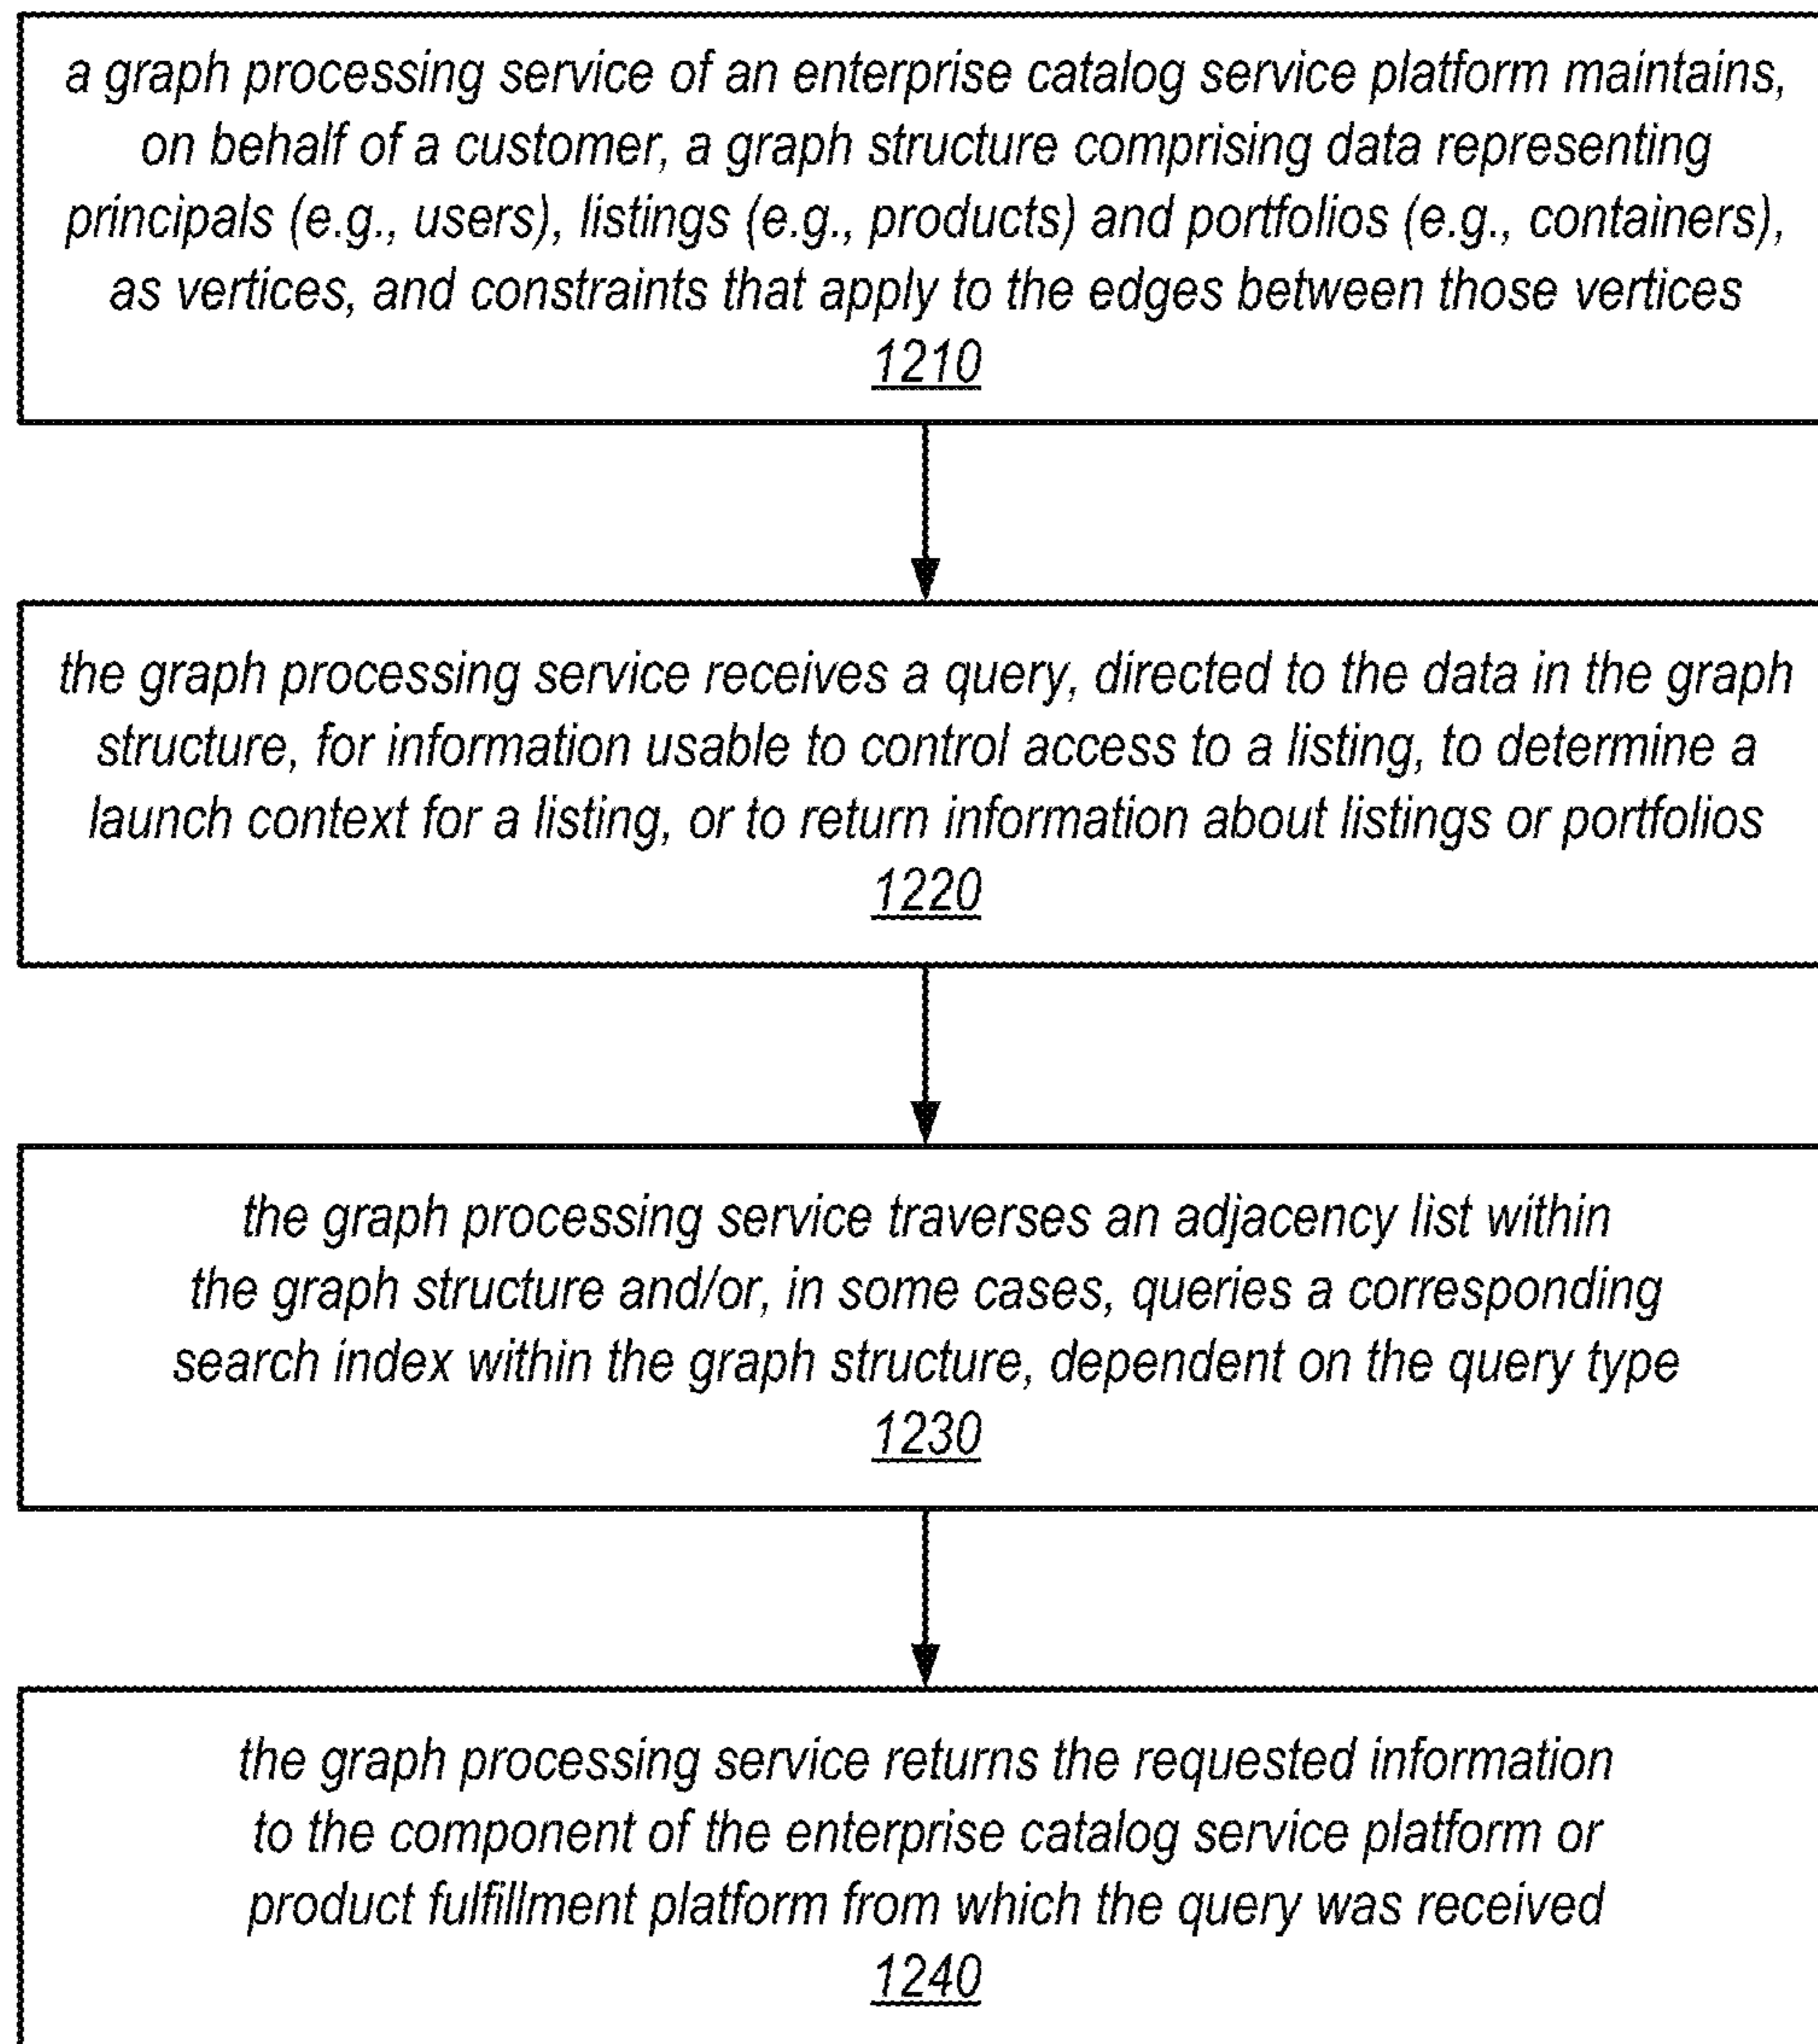 a graph processing service of an enterprise catalog service platform maintains,
on behalf of a customer, a graph structure comprising data representing
principals (e.g., users), listings (e.g., products) and portfolios (e.g., containers),
as vertices, and constraints that apply to the edges between those vertices
1210
the graph processing service receives a query, directed to the data in the graph
structure, for information usable to control access to a listing, to determine a
launch context for a listing, or to return information about listings or portfolios
1220
the graph processing service traverses an adjacency list within
the graph structure and/or, in some cases, queries a corresponding
search index within the graph structure, dependent on the query type
1230
the graph processing service returns the requested information
to the component of the enterprise catalog service platform or
product fulfillment platform from which the query was received
1240